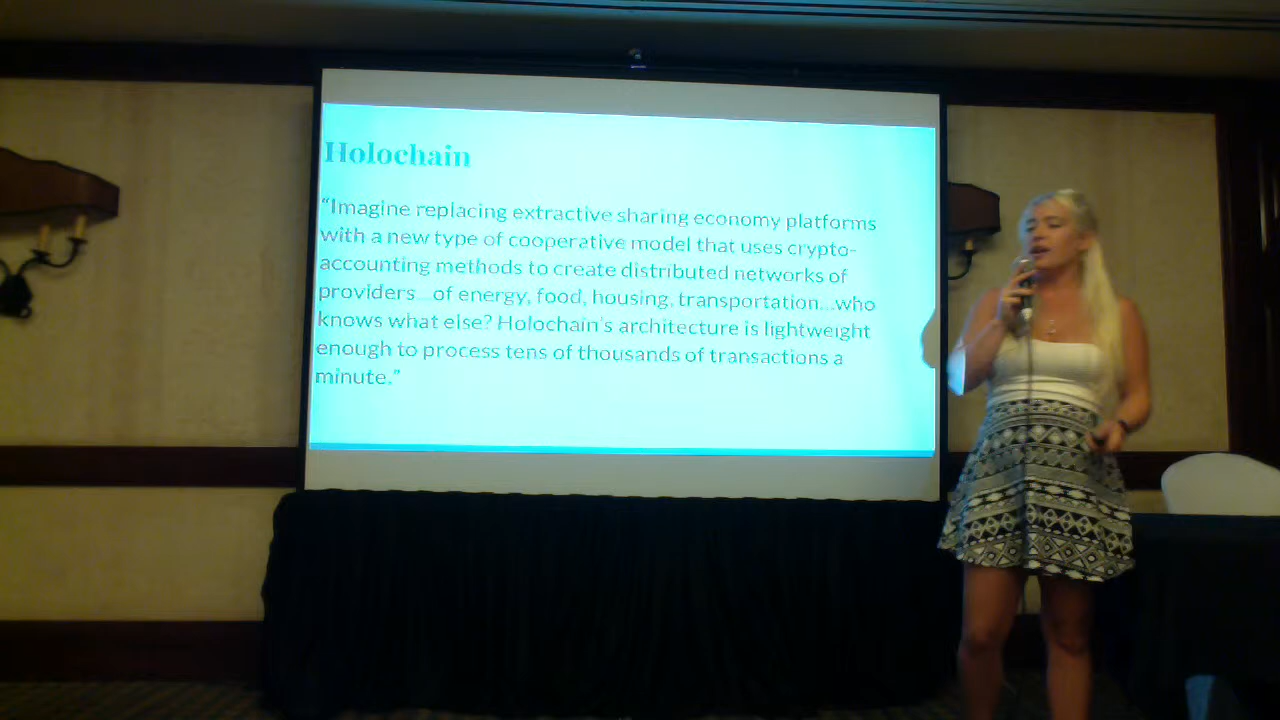 Holochain
“Imagine replacing extractive sharing economy platforms
with a new type of cooperative model that uses crypto-
accounting methods to create distributed networks of
providers...of energy, food, housing, transportation...who
knows what else? Holochain's architecture is lightweight
enough to process tens of thousands of transactions a
minute.”